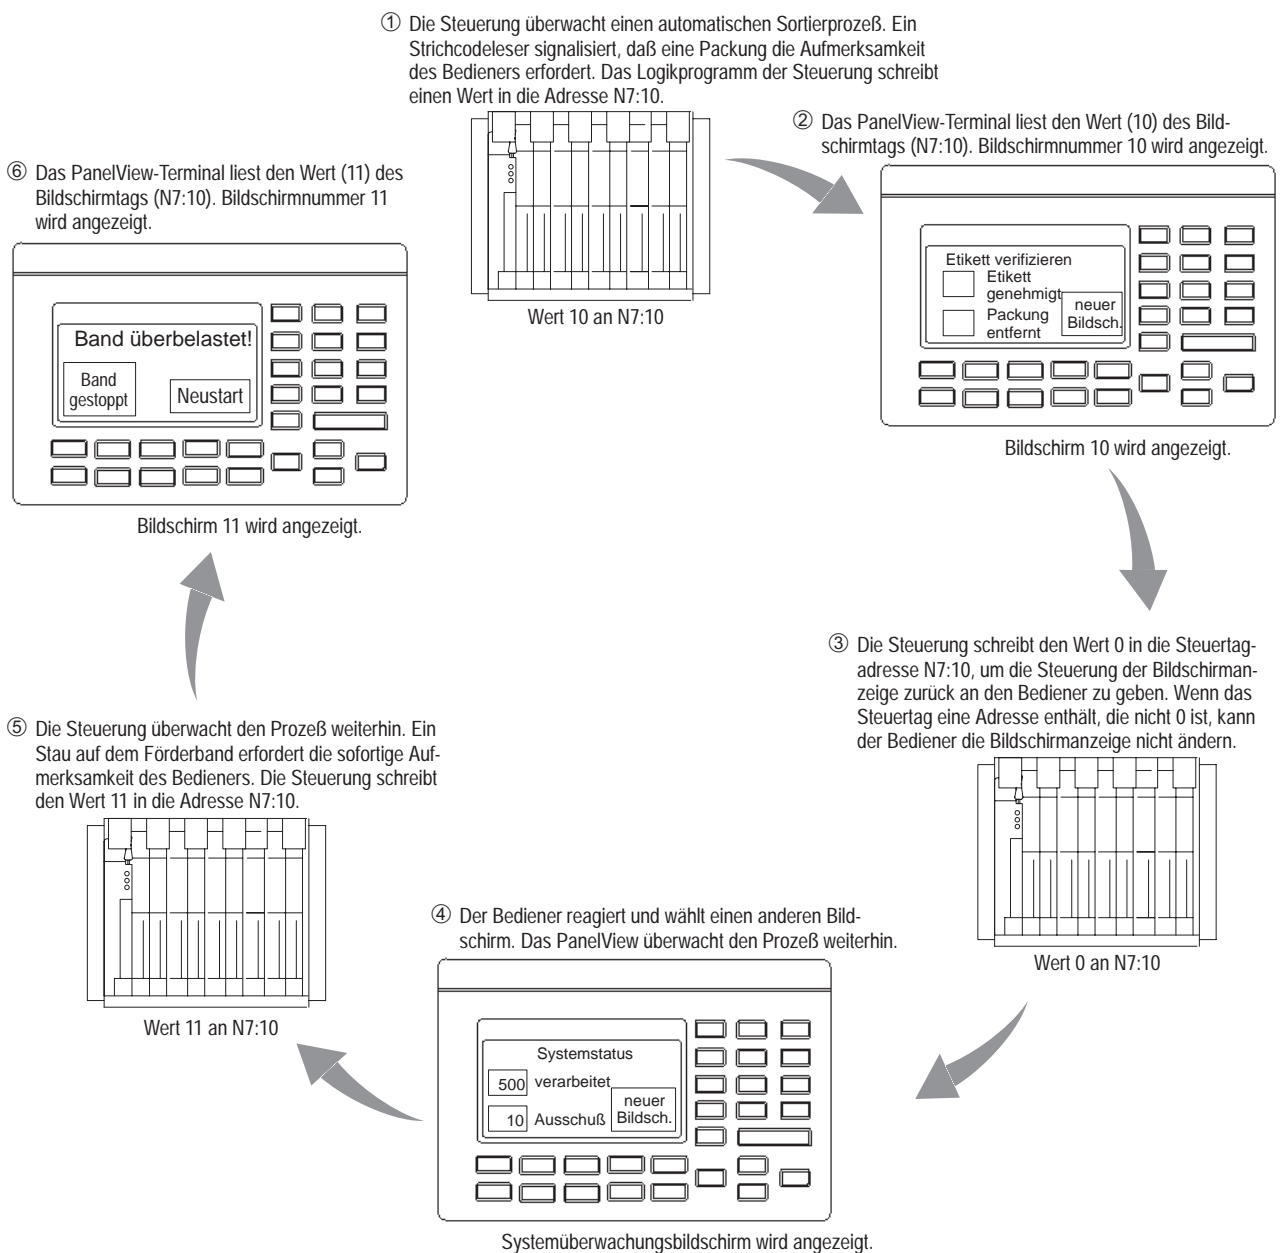 ① Die Steuerung überwacht einen automatischen Sortierprozeß. Ein
Strichcodeleser signalisiert, daß eine Packung die Aufmerksamkeit
des Bedieners erfordert. Das Logikprogramm der Steuerung schreibt
einen Wert in die Adresse N7:10.
Wert 10 an N7:10
② Das PanelView-Terminal liest den Wert (10) des Bild-
schirmtags (N7:10). Bildschirmnummer 10 wird angezeigt.
Etikett verifizieren
Etikett
genehmigt
Packung
entfernt
neuer
Bildsch.
Bildschirm 10 wird angezeigt.
③ Die Steuerung schreibt den Wert 0 in die Steuertag-
adresse N7:10, um die Steuerung der Bildschirman-
zeige zurück an den Bediener zu geben. Wenn das
Steuertag eine Adresse enthält, die nicht 0 ist, kann
der Bediener die Bildschirmanzeige nicht ändern.
Wert 0 an N7:10
④ Der Bediener reagiert und wählt einen anderen Bild-
schirm. Das PanelView überwacht den Prozeß weiterhin.
Systemstatus
500 verarbeitet
10 Ausschuß
neuer
Bildsch.
Systemüberwachungsbildschirm wird angezeigt.
⑤ Die Steuerung überwacht den Prozeß weiterhin. Ein
Stau auf dem Förderband erfordert die sofortige Auf-
merksamkeit des Bedieners. Die Steuerung schreibt
den Wert 11 in die Adresse N7:10.
Wert 11 an N7:10
⑥ Das PanelView-Terminal liest den Wert (11) des
Bildschirmtags (N7:10). Bildschirmnummer 11
wird angezeigt.
Band überbelastet!
Band
gestoppt
Neustart
Bildschirm 11 wird angezeigt.